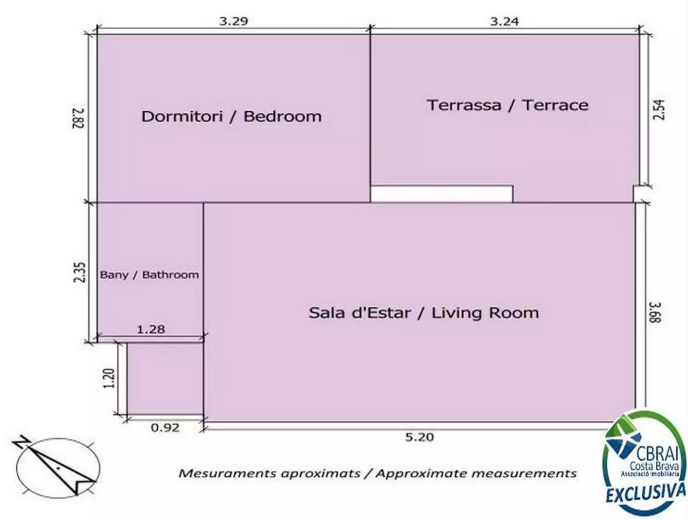 3.29
3.24
Dormitori / Bedroom
Terrassa / Terrace
2.82
2.54
Bany / Bathroom
2.35
Sala d'Estar / Living Room
3.68
1.28
1.20
0.92
5.20
N
Mesuraments aproximats / Approximate measurements
CBRAI
Costa Brava
Associació imobiliària
EXCLUSIVA